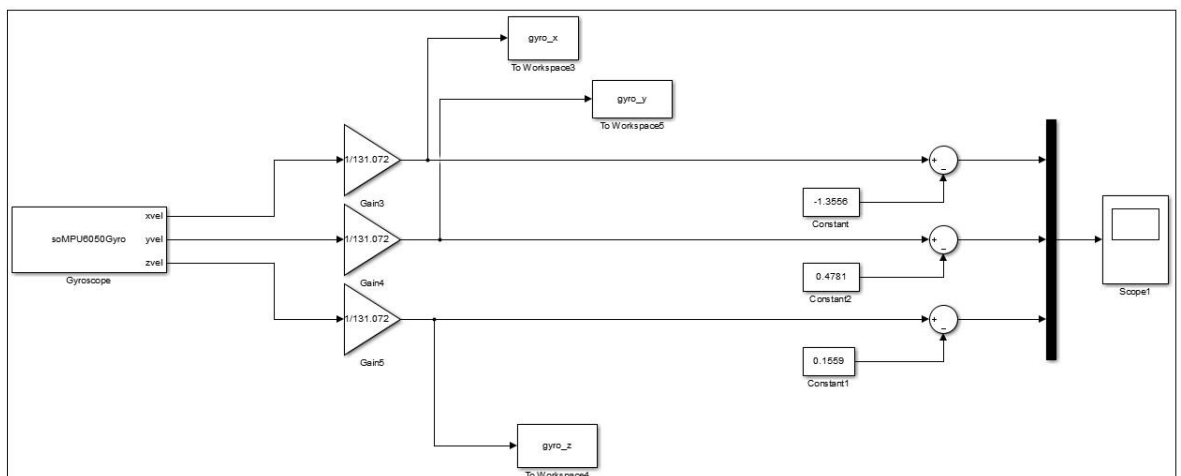 gyro_x
To Workspace3
gyro_y
To Workspace5
1/131.072
+
−
Gain3
-1.3556
Constant
soMPU6050Gyro
xvel
yvel
zvel
Gyroscope
1/131.072
+
−
Gain4
0.4781
Constant2
Scope1
1/131.072
+
−
Gain5
0.1559
Constant1
gyro_z
To Workspace4